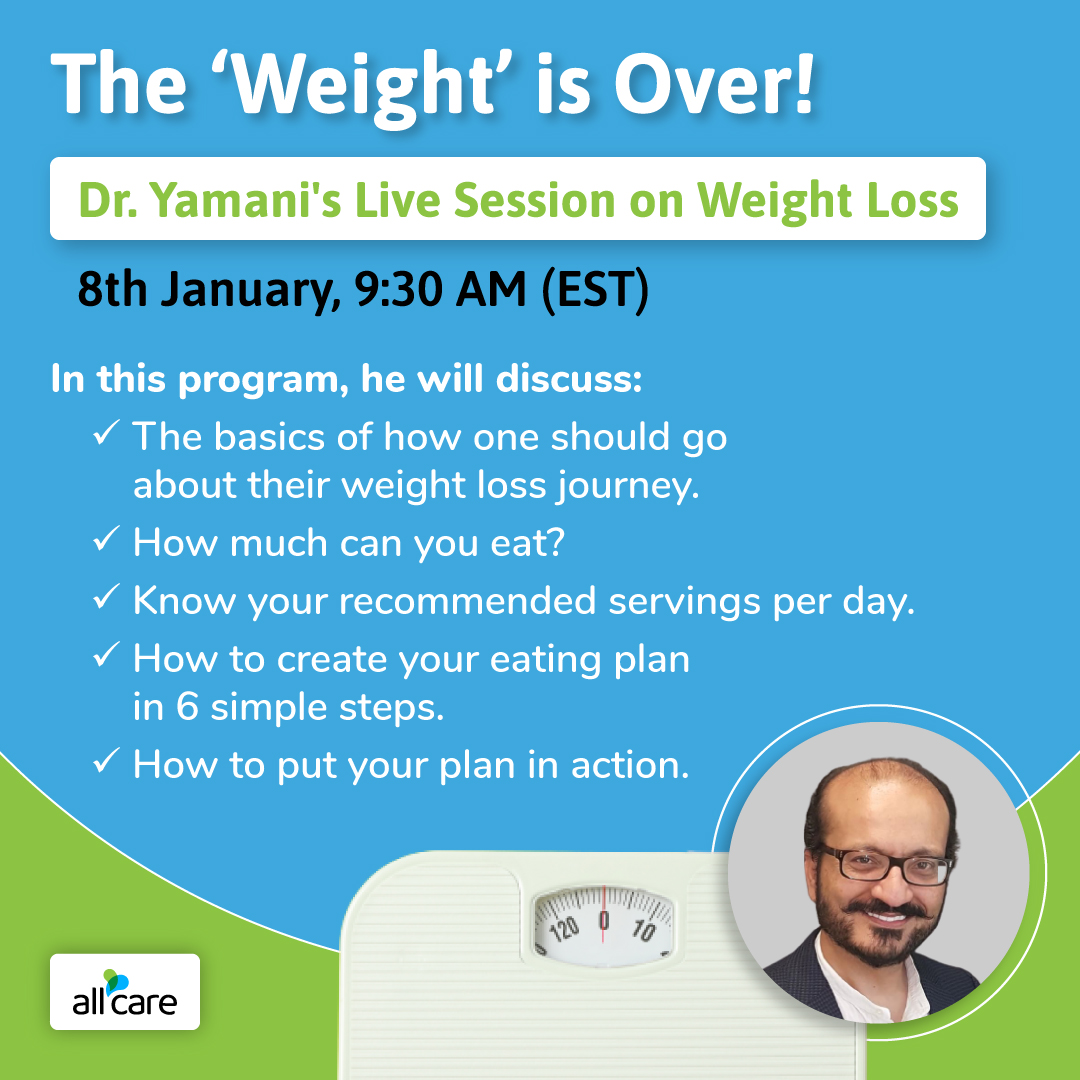 The ‘Weight’ is Over!
Dr. Yamani's Live Session on Weight Loss
8th January, 9:30 AM (EST)
In this program, he will discuss:
✓ The basics of how one should go
about their weight loss journey.
✓ How much can you eat?
✓ Know your recommended servings per day.
✓ How to create your eating plan
in 6 simple steps.
✓ How to put your plan in action.
120 0 10
all care